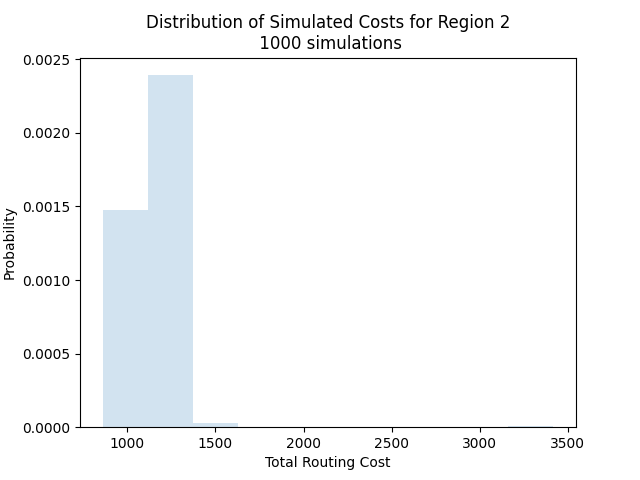 Distribution of Simulated Costs for Region 2
1000 simulations
0.0025
0.0020
0.0015
0.0010
0.0005
0.0000
Probability
1000 1500 2000 2500 3000 3500
Total Routing Cost